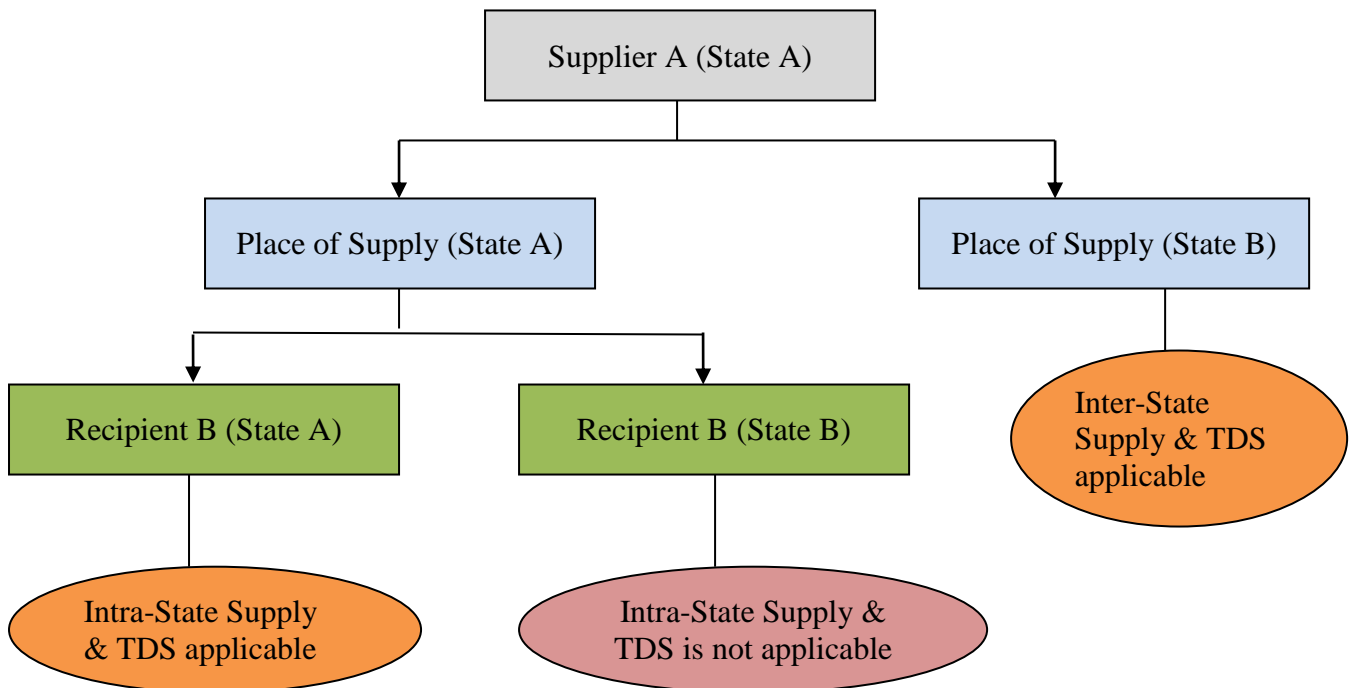 Supplier A (State A)
Place of Supply (State A)
Place of Supply (State B)
Recipient B (State A)
Recipient B (State B)
Inter-State
Supply & TDS
applicable
Intra-State Supply
& TDS applicable
Intra-State Supply &
TDS is not applicable